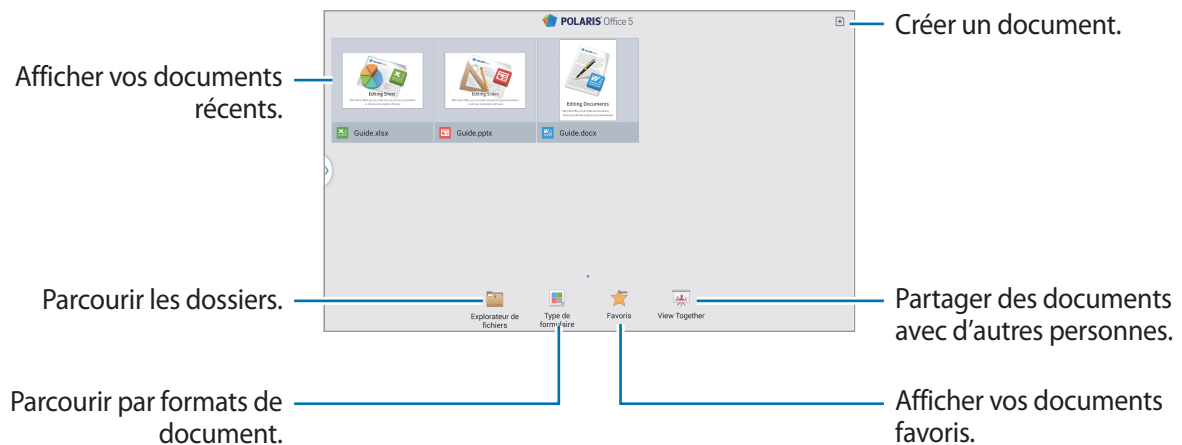 POLARIS Office 5
Créer un document.
Afficher vos documents
récents.
Editing Sheet
Editing Slides
Editing Documents
Guide.xlsx
Guide.pptx
Guide.docx
Parcourir les dossiers.
Explorateur de
fichiers
Type de
formulaire
Favoris
View Together
Partager des documents
avec d'autres personnes.
Parcourir par formats de
document.
Afficher vos documents
favoris.